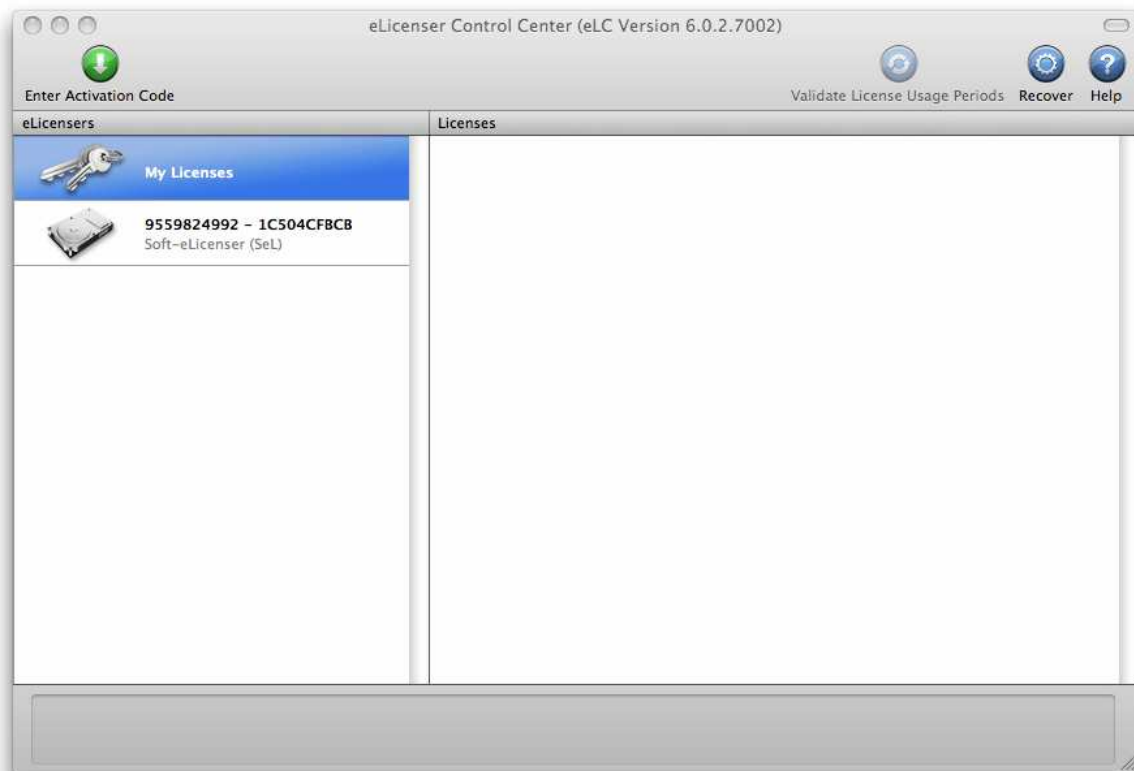 eLicenser Control Center (eLC Version 6.0.2.7002)
Enter Activation Code
Validate License Usage Periods
Recover
Help
eLicensers
Licenses
My Licenses
9559824992 - 1C504CFBCB
Soft-eLicenser (SeL)